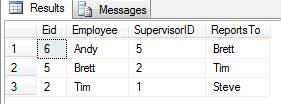 Results Messages
Eid Employee SupervisorID ReportsTo
1 6 Andy 5 Brett
2 5 Brett 2 Tim
3 2 Tim 1 Steve